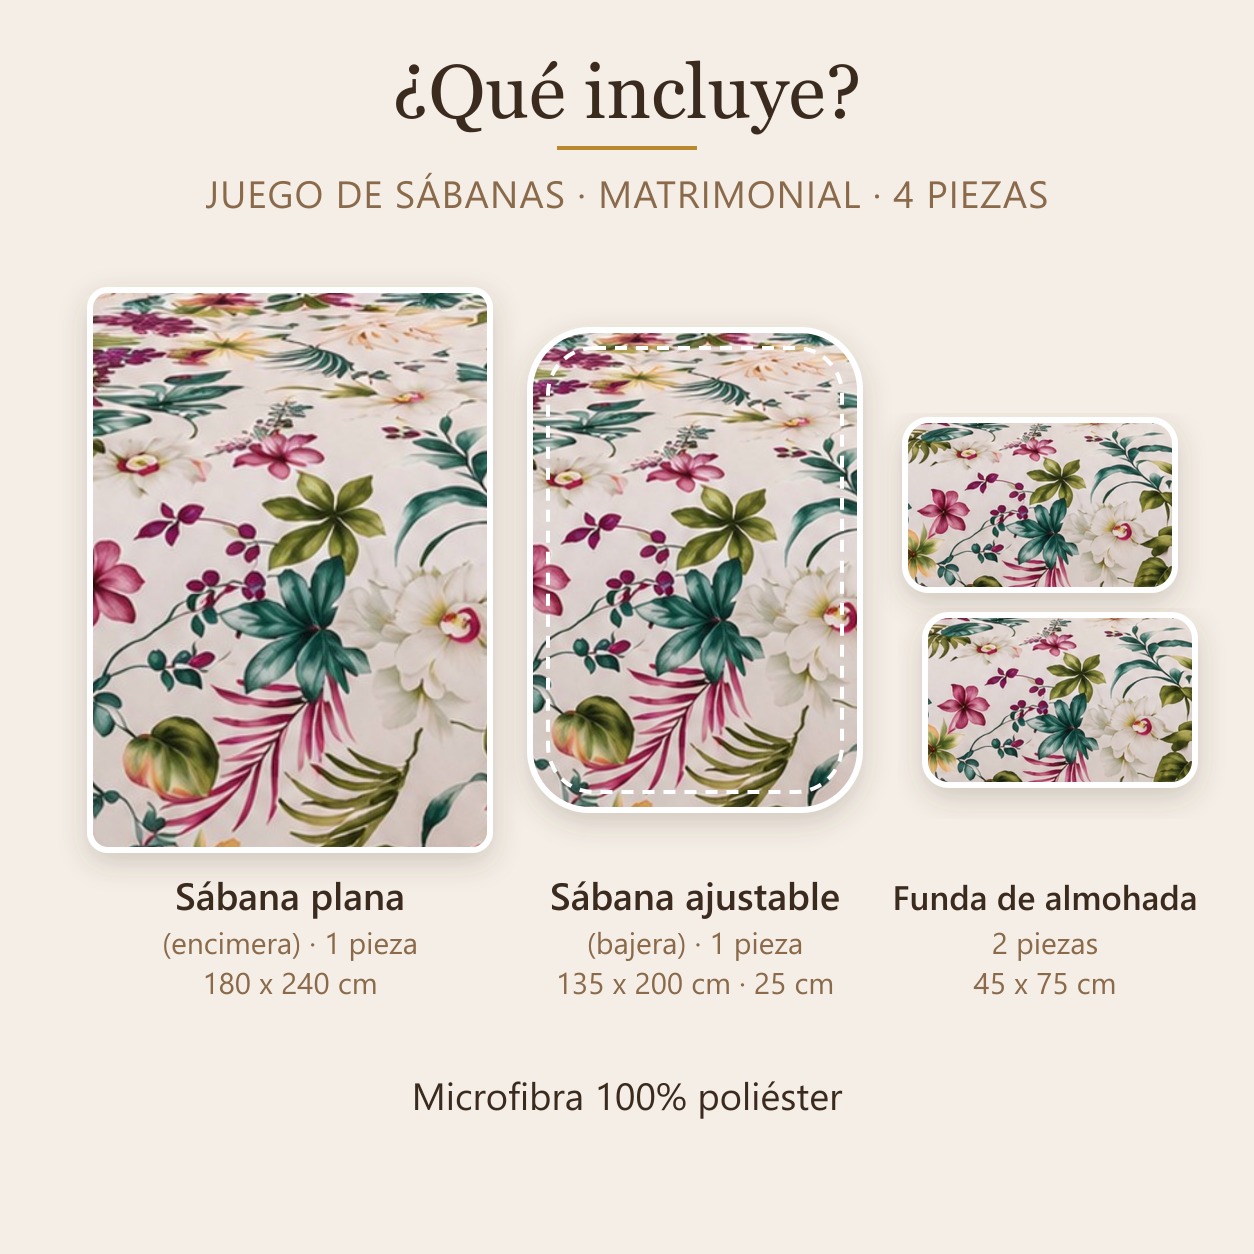 ¿Qué incluye?
JUEGO DE SÁBANAS · MATRIMONIAL · 4 PIEZAS
Sábana plana
(encimera) · 1 pieza
180 x 240 cm
Sábana ajustable
(bajera) · 1 pieza
135 x 200 cm · 25 cm
Funda de almohada
2 piezas
45 x 75 cm
Microfibra 100% poliéster